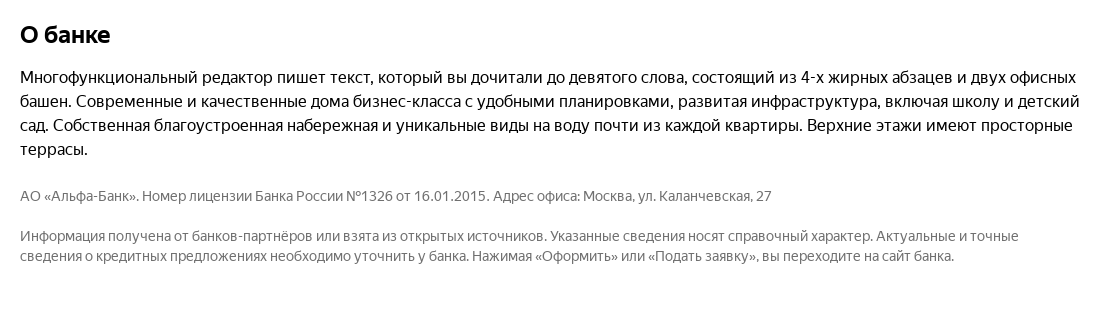 О банке
Многофункциональный редактор пишет текст, который вы дочитали до девятого слова, состоящий из 4-х жирных абзацев и двух офисных
башен. Современные и качественные дома бизнес-класса с удобными планировками, развитая инфраструктура, включая школу и детский
сад. Собственная благоустроенная набережная и уникальные виды на воду почти из каждой квартиры. Верхние этажи имеют просторные
террасы.
АО «Альфа-Банк». Номер лицензии Банка России №1326 от 16.01.2015. Адрес офиса: Москва, ул. Каланчевская, 27
Информация получена от банков-партнёров или взята из открытых источников. Указанные сведения носят справочный характер. Актуальные и точные
сведения о кредитных предложениях необходимо уточнить у банка. Нажимая «Оформить» или «Подать заявку», вы переходите на сайт банка.